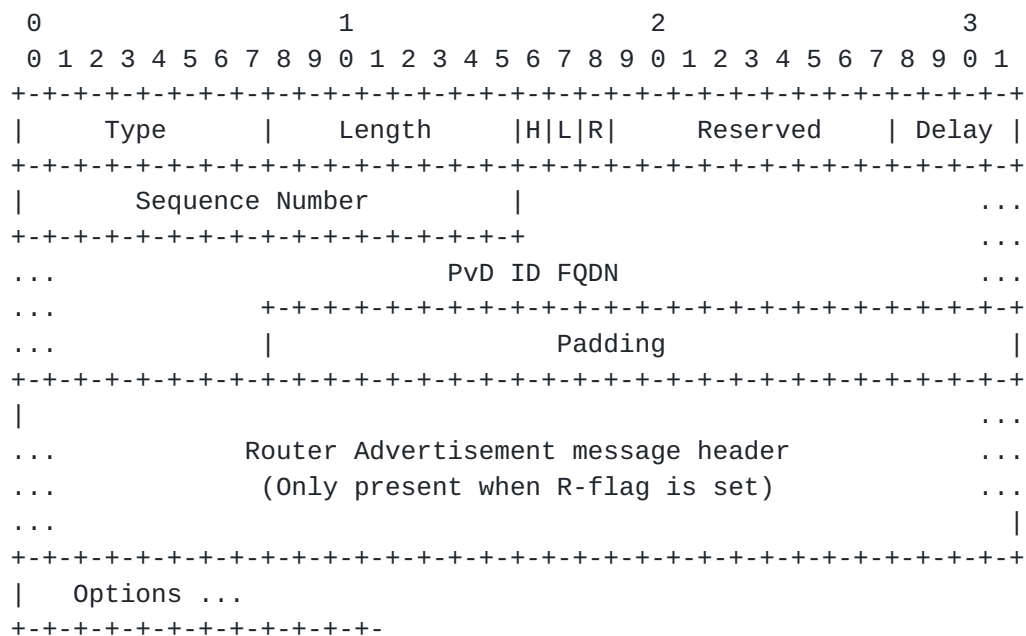 0                   1                   2                   3
 0 1 2 3 4 5 6 7 8 9 0 1 2 3 4 5 6 7 8 9 0 1 2 3 4 5 6 7 8 9 0 1
+-+-+-+-+-+-+-+-+-+-+-+-+-+-+-+-+-+-+-+-+-+-+-+-+-+-+-+-+-+-+-+-+
|     Type      |    Length     |H|L|R|     Reserved    | Delay |
+-+-+-+-+-+-+-+-+-+-+-+-+-+-+-+-+-+-+-+-+-+-+-+-+-+-+-+-+-+-+-+-+
|       Sequence Number         |                             ...
+-+-+-+-+-+-+-+-+-+-+-+-+-+-+-+-+                             ...
...                         PvD ID FQDN                       ...
...             +-+-+-+-+-+-+-+-+-+-+-+-+-+-+-+-+-+-+-+-+-+-+-+-+
...             |                  Padding                      |
+-+-+-+-+-+-+-+-+-+-+-+-+-+-+-+-+-+-+-+-+-+-+-+-+-+-+-+-+-+-+-+-+
|                                                             ...
...            Router Advertisement message header            ...
...             (Only present when R-flag is set)             ...
...                                                             |
+-+-+-+-+-+-+-+-+-+-+-+-+-+-+-+-+-+-+-+-+-+-+-+-+-+-+-+-+-+-+-+-+
|   Options ...
+-+-+-+-+-+-+-+-+-+-+-+-